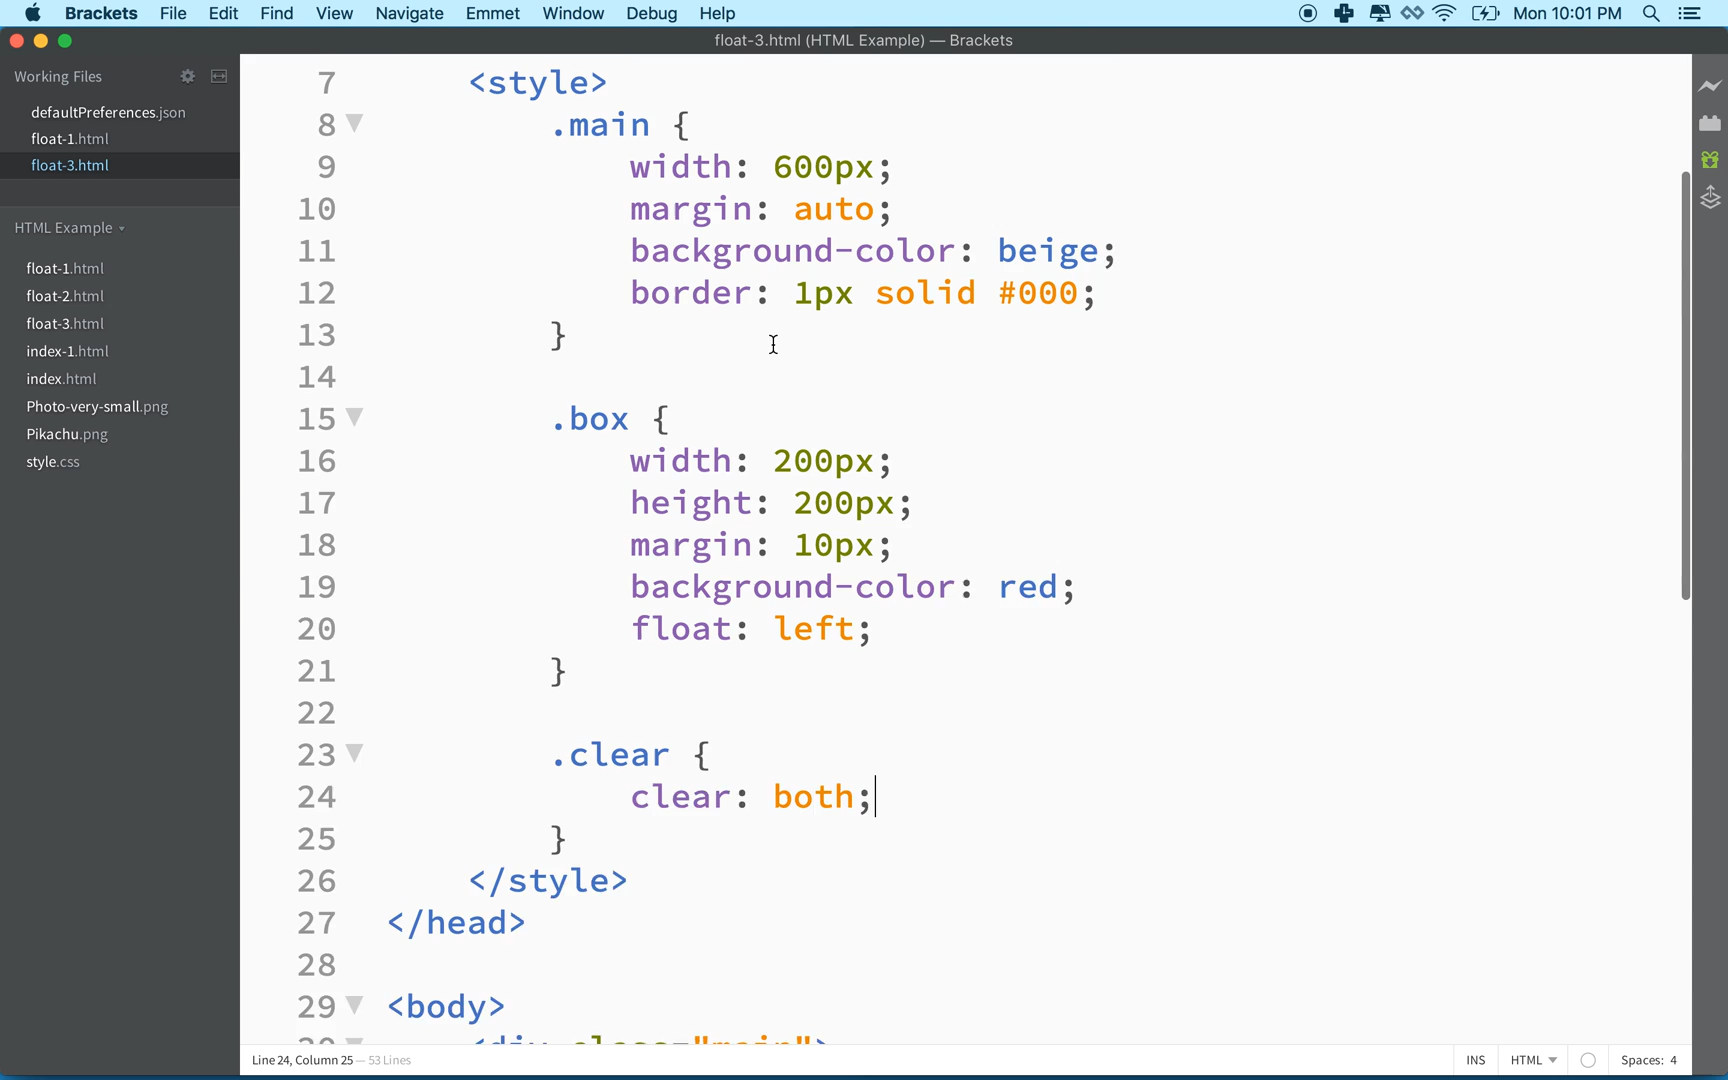 Brackets File Edit Find View Navigate Emmet Window Debug Help Mon 10:01 PM
float-3.html (HTML Example) — Brackets
Working Files
defaultPreferences.json
float-1.html
float-3.html
HTML Example
float-1.html
float-2.html
float-3.html
index-1.html
index.html
Photo-very-small.png
Pikachu.png
style.css
7 <style>
8 .main {
9 width: 600px;
10 margin: auto;
11 background-color: beige;
12 border: 1px solid #000;
13 }
14
15 .box {
16 width: 200px;
17 height: 200px;
18 margin: 10px;
19 background-color: red;
20 float: left;
21 }
22
23 .clear {
24 clear: both;
25 }
26 </style>
27 </head>
28
29 <body>
30 <div class="main">
Line 24, Column 25 — 53 Lines INS HTML Spaces: 4